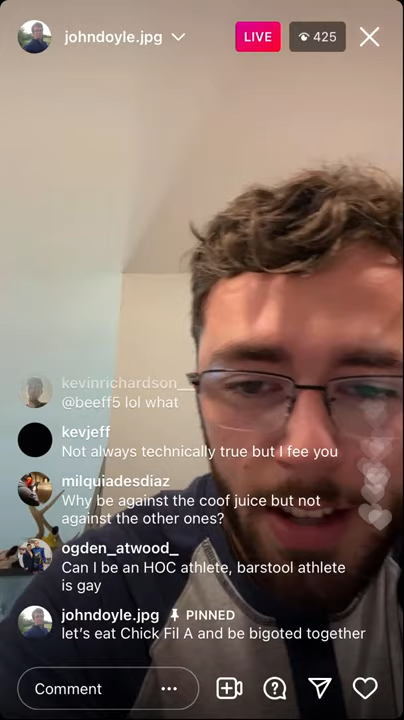 johndoyle.jpg
LIVE
425
kevinrichardson__
@beeff5 lol what
kevjeff
Not always technically true but I fee you
milquiadesdiaz
Why be against the coof juice but not
against the other ones?
ogden_atwood_
Can I be an HOC athlete, barstool athlete
is gay
johndoyle.jpg PINNED
let's eat Chick Fil A and be bigoted together
Comment